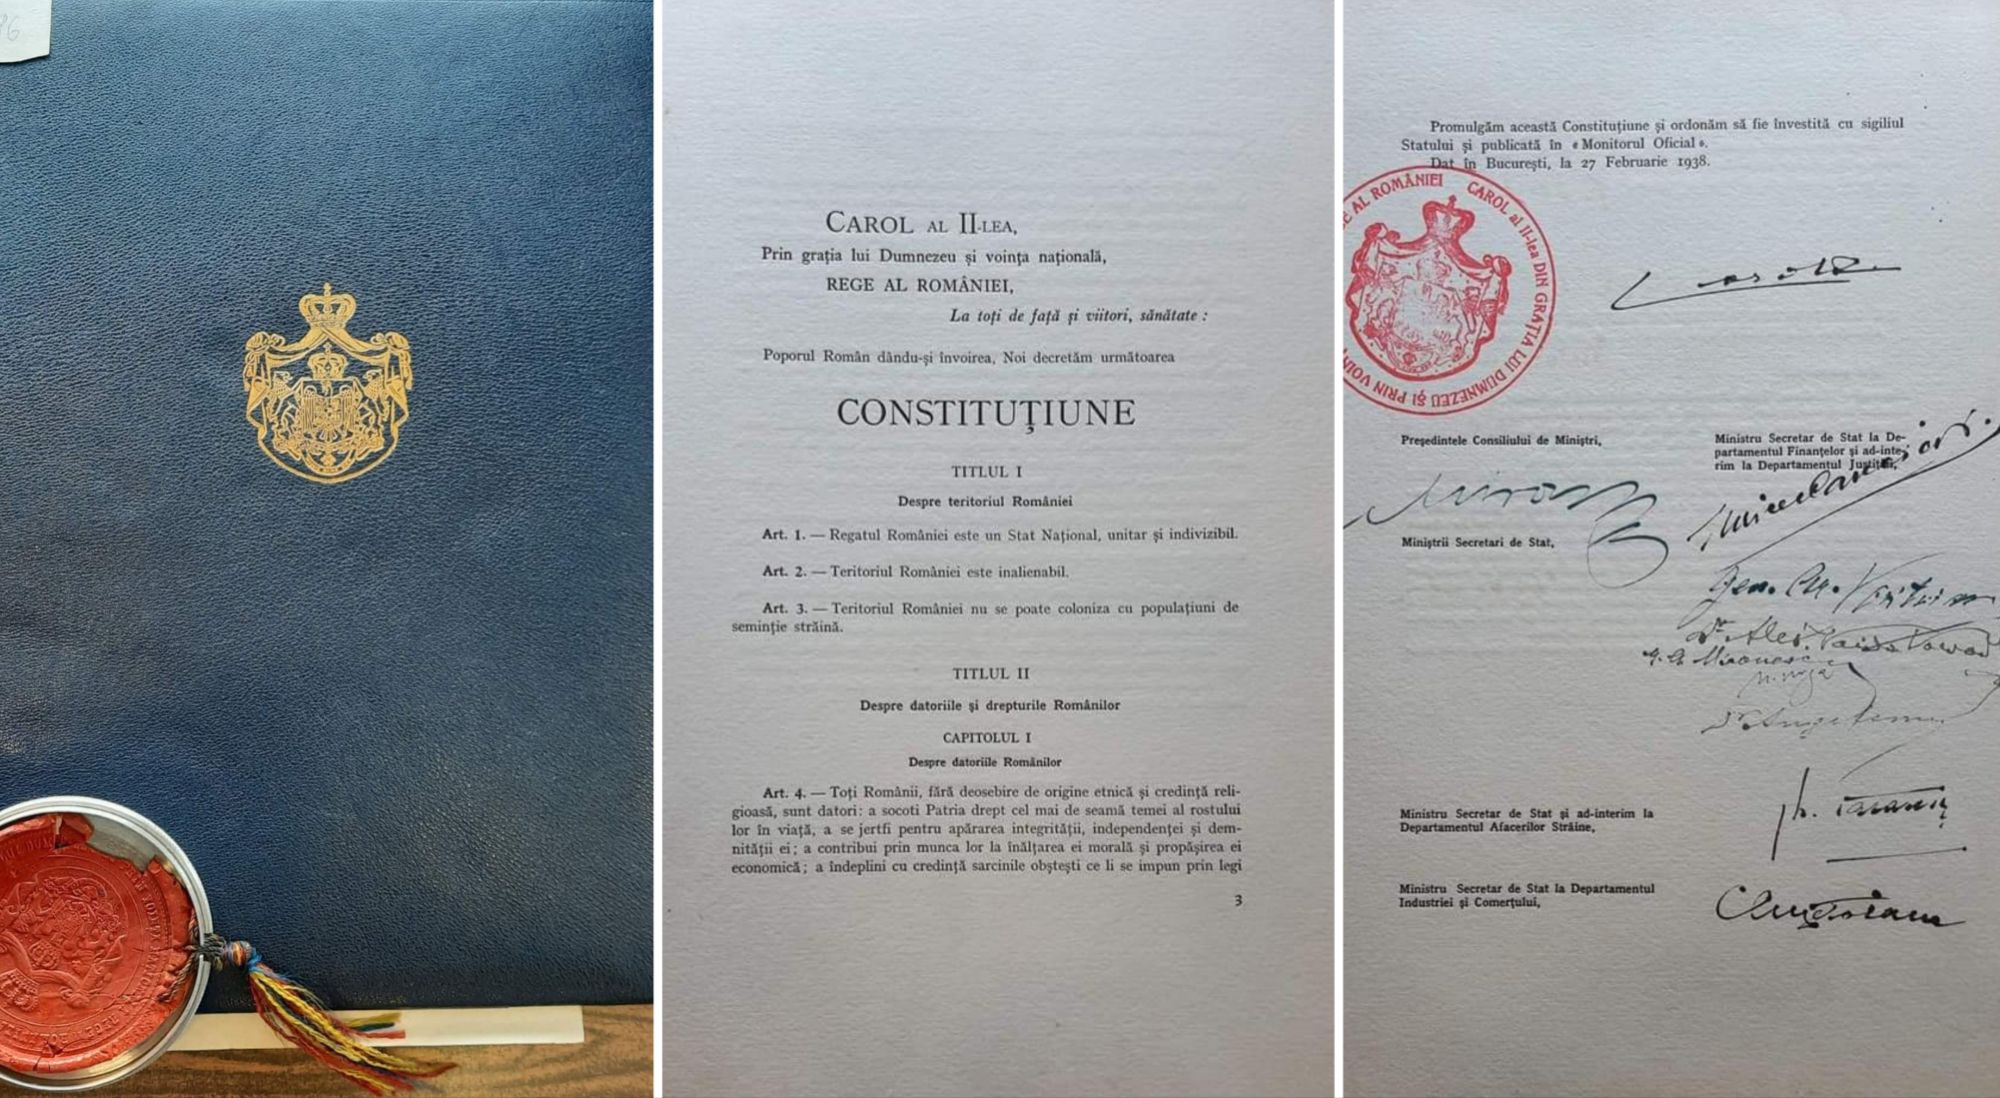 CAROL AL II-LEA,
Prin grația lui Dumnezeu și voința națională,
REGE AL ROMÂNIEI,
La toți de față și viitori, sănătate :
Poporul Român dându-și învoirea, Noi decretăm următoarea
CONSTITUȚIUNE
TITLUL I
Despre teritoriul României
Art. 1. — Regatul României este un Stat Național, unitar și indivizibil.
Art. 2. — Teritoriul României este inalienabil.
Art. 3. — Teritoriul României nu se poate coloniza cu populațiuni de
seminție străină.
TITLUL II
Despre datoriile și drepturile Românilor
CAPITOLUL I
Despre datoriile Românilor
Art. 4. — Toți Românii, fără deosebire de origine etnică și credință reli-
gioasă, sunt datori: a socoti Patria drept cel mai de seamă temei al rostului
lor în viață, a se jertfi pentru apărarea integrității, independenței și dem-
nității ei; a contribui prin munca lor la înălțarea ei morală și propășirea ei
economică; a îndeplini cu credință sarcinile obștești ce li se impun prin legi
3
Promulgăm această Constituțiune și ordonăm să fie învestită cu sigiliul
Statului și publicată în « Monitorul Oficial ».
Dat în București, la 27 Februarie 1938.
CAROL al II-lea DIN GRAȚIA LUI DUMNEZEU ȘI PRIN VOIN
E AL ROMÂNIEI
Carol
Președintele Consiliului de Miniștri,
Ministru Secretar de Stat la De-
partamentul Finanțelor și ad-inte-
rim la Departamentul Justiției,
Miron
Miniștrii Secretari de Stat,
Gen.
Dr. Alex.
G. G. Mironescu
Ministru Secretar de Stat și ad-interim la
Departamentul Afacerilor Străine,
Ministru Secretar de Stat la Departamentul
Industriei și Comerțului,